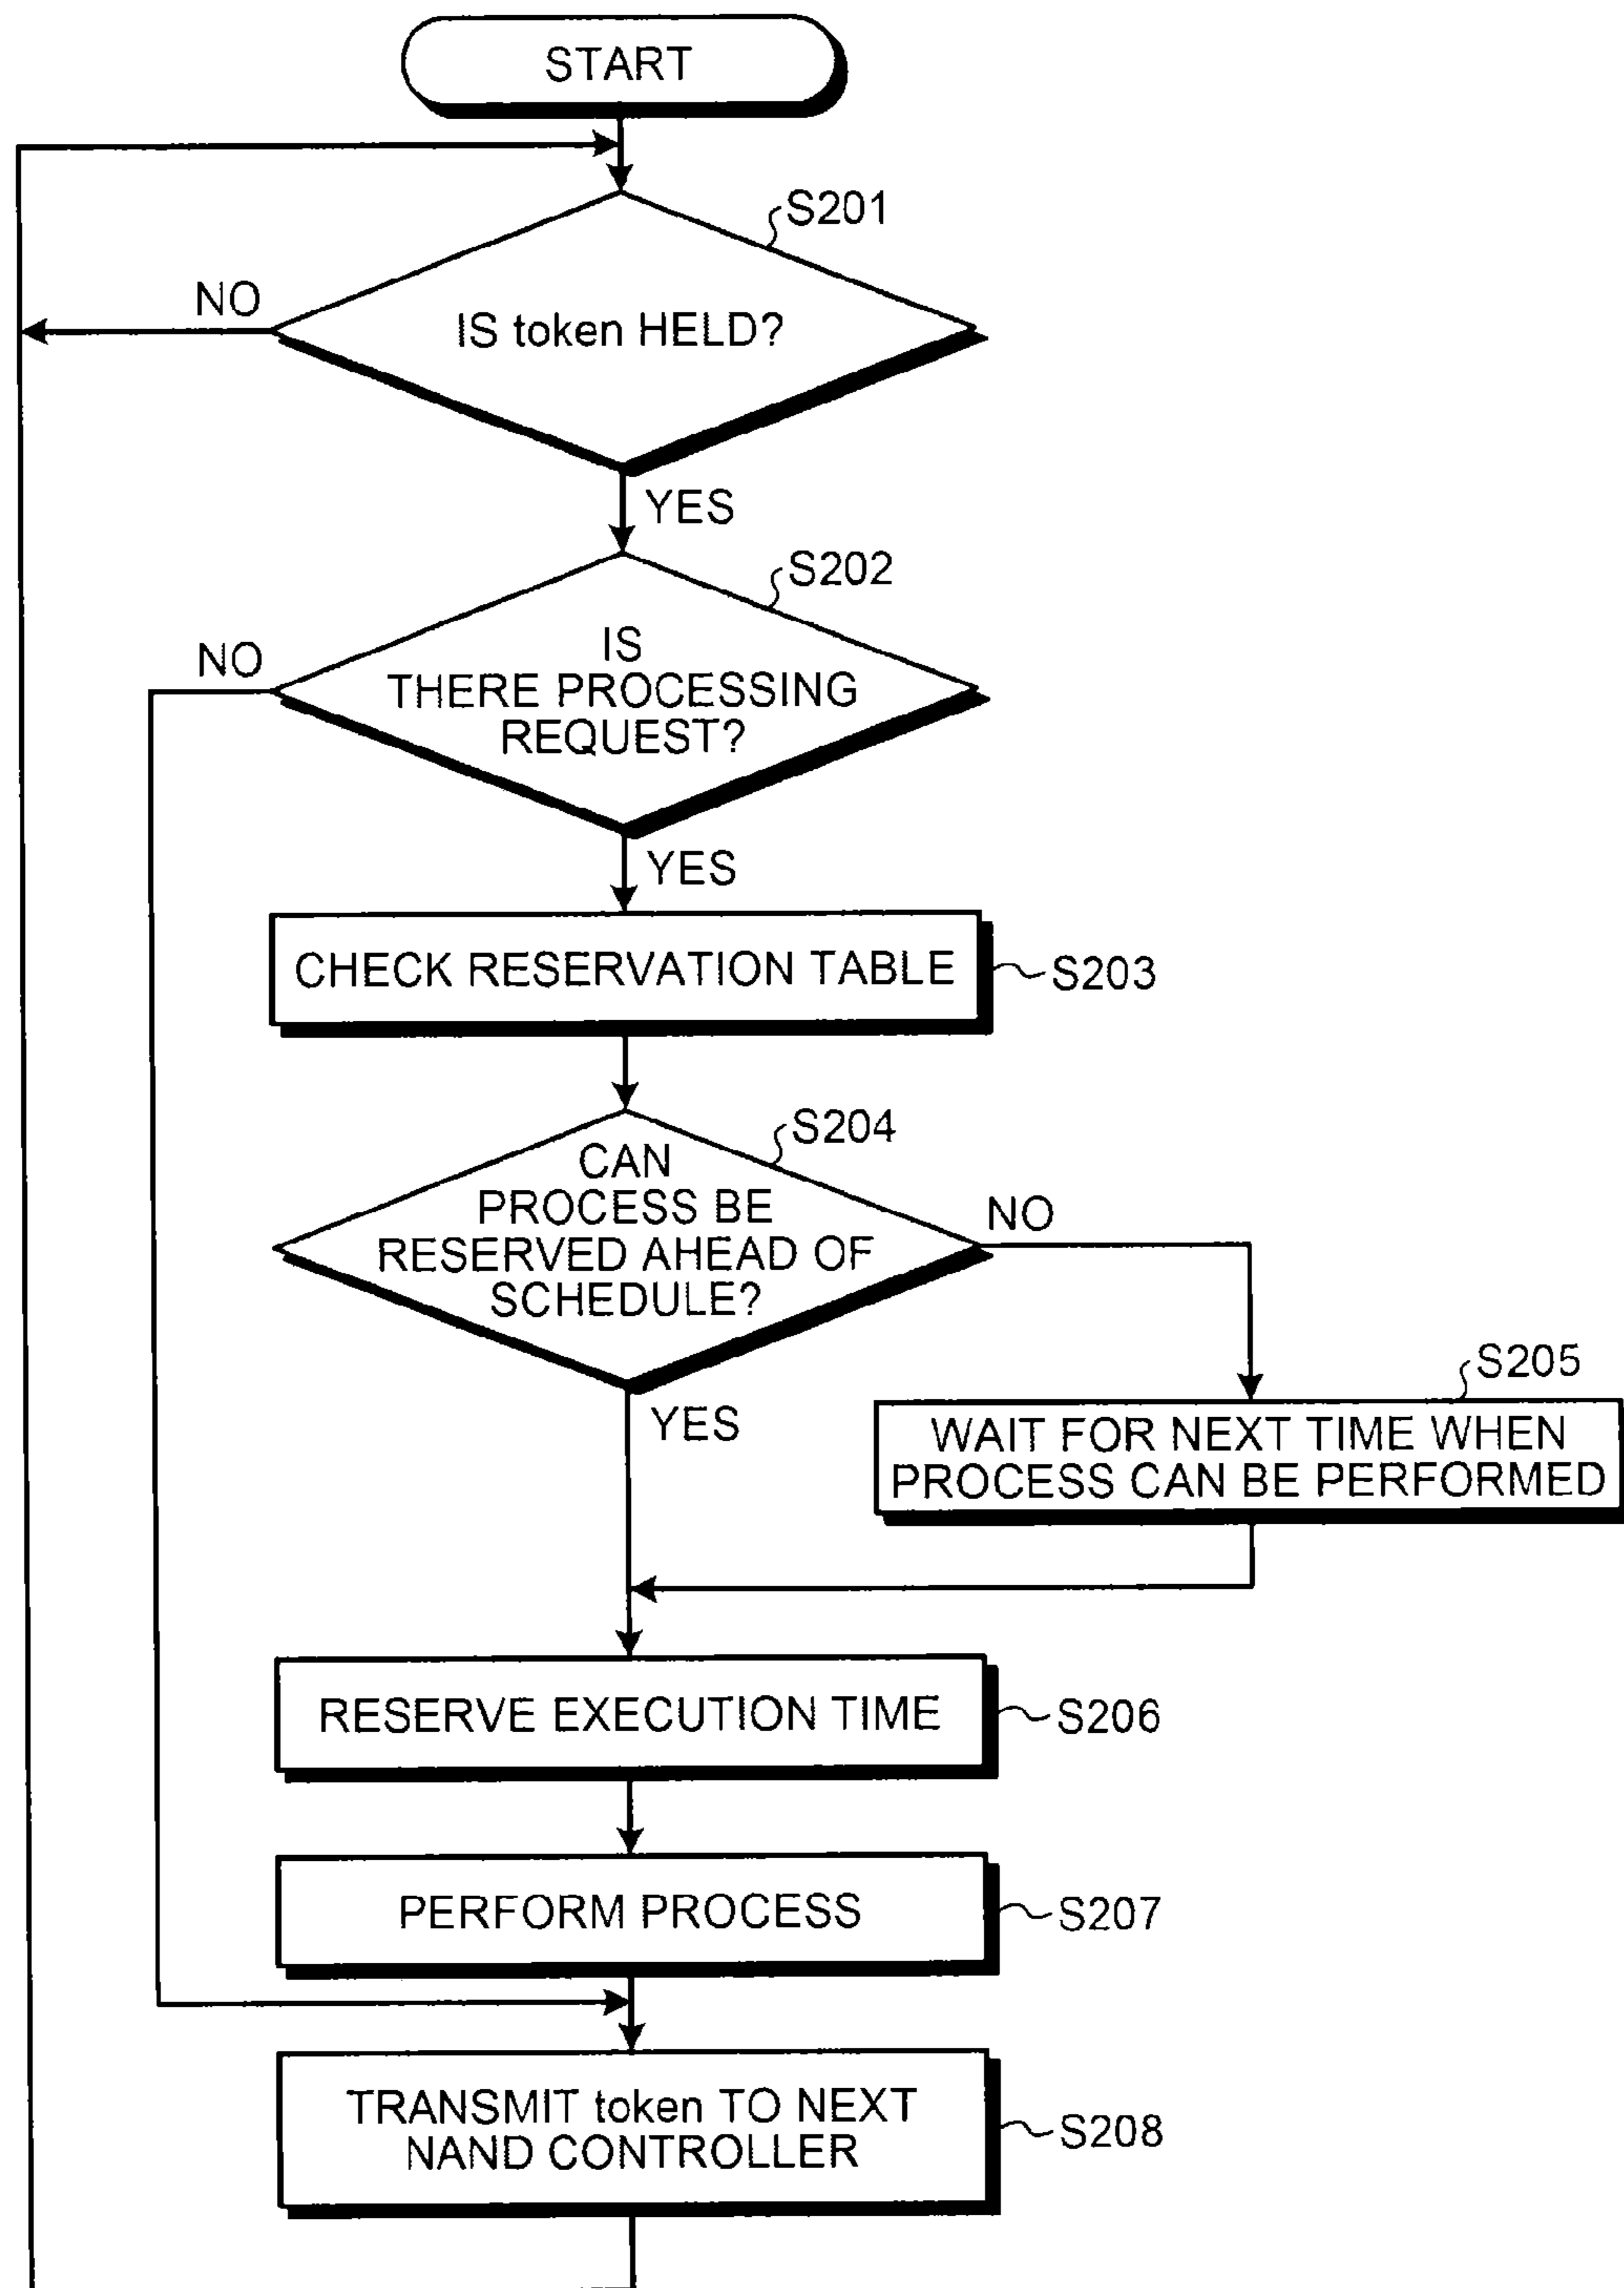 START
S201
NO
IS token HELD?
YES
S202
NO
IS
THERE PROCESSING
REQUEST?
YES
CHECK RESERVATION TABLE
S203
S204
CAN
PROCESS BE
RESERVED AHEAD OF
SCHEDULE?
NO
YES
S205
WAIT FOR NEXT TIME WHEN
PROCESS CAN BE PERFORMED
RESERVE EXECUTION TIME
S206
PERFORM PROCESS
S207
TRANSMIT token TO NEXT
NAND CONTROLLER
S208